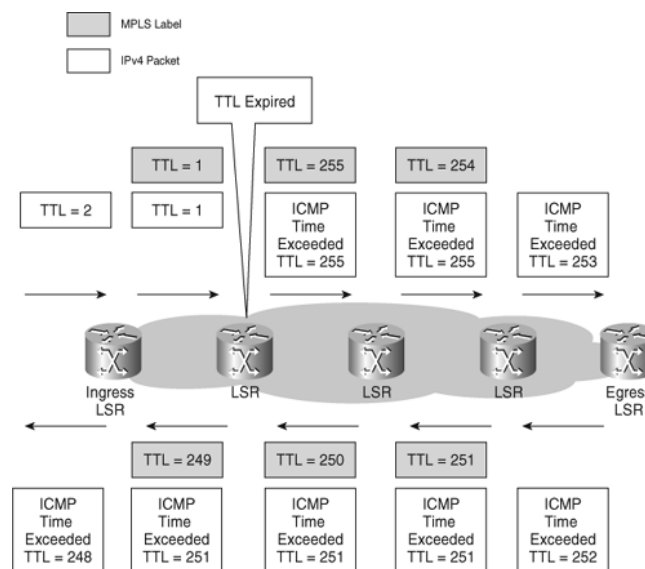 MPLS Label
IPv4 Packet
TTL Expired
TTL = 1
TTL = 255
TTL = 254
TTL = 2
TTL = 1
ICMP
Time
Exceeded
TTL = 255
ICMP
Time
Exceeded
TTL = 255
ICMP
Time
Exceeded
TTL = 253
Ingress
LSR
LSR
LSR
LSR
Egres
LSR
TTL = 249
TTL = 250
TTL = 251
ICMP
Time
Exceeded
TTL = 248
ICMP
Time
Exceeded
TTL = 251
ICMP
Time
Exceeded
TTL = 251
ICMP
Time
Exceeded
TTL = 251
ICMP
Time
Exceeded
TTL = 252